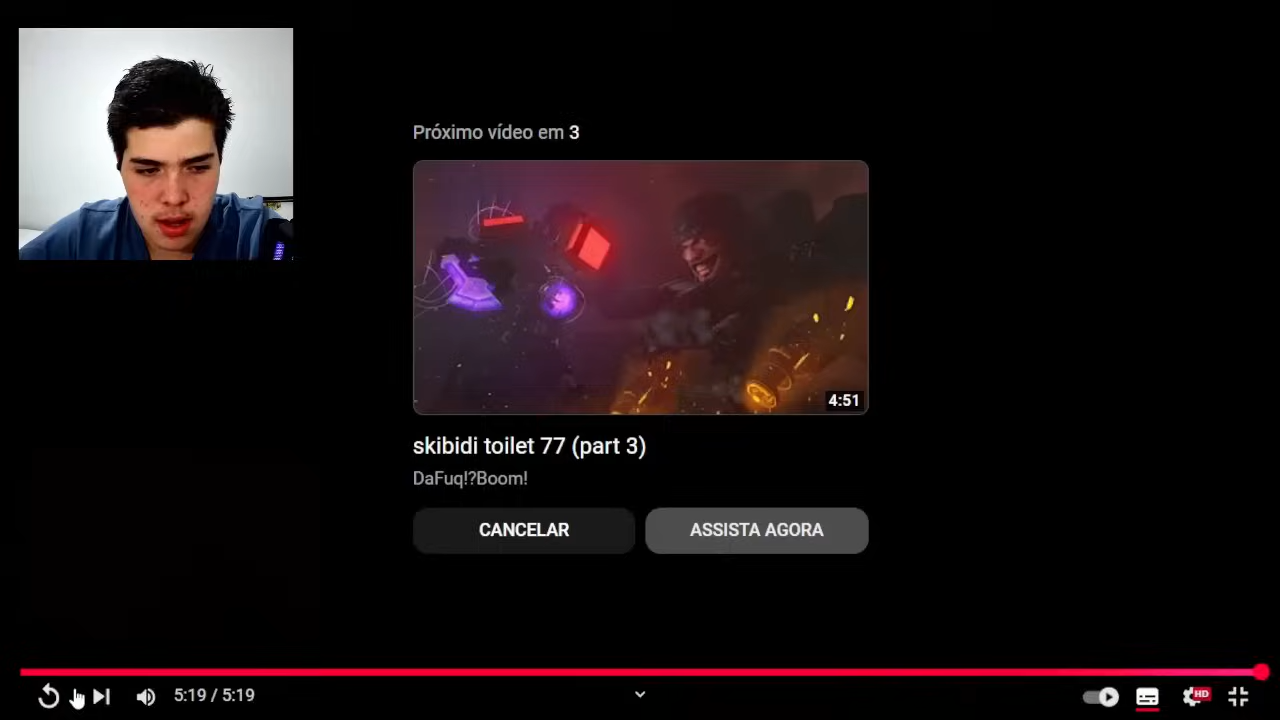 Próximo vídeo em 3
4:51
skibidi toilet 77 (part 3)
DaFuq!?Boom!
CANCELAR
ASSISTA AGORA
5:19 / 5:19
HD